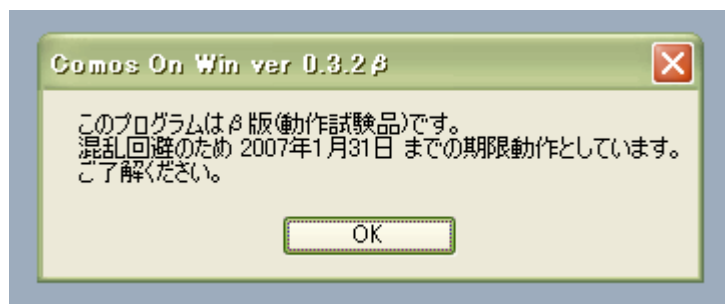 Comos On Win ver 0.3.2β
このプログラムはβ版(動作試験品)です。
混乱回避のため 2007年1月31日 までの期限動作としています。
ご了解ください。
OK